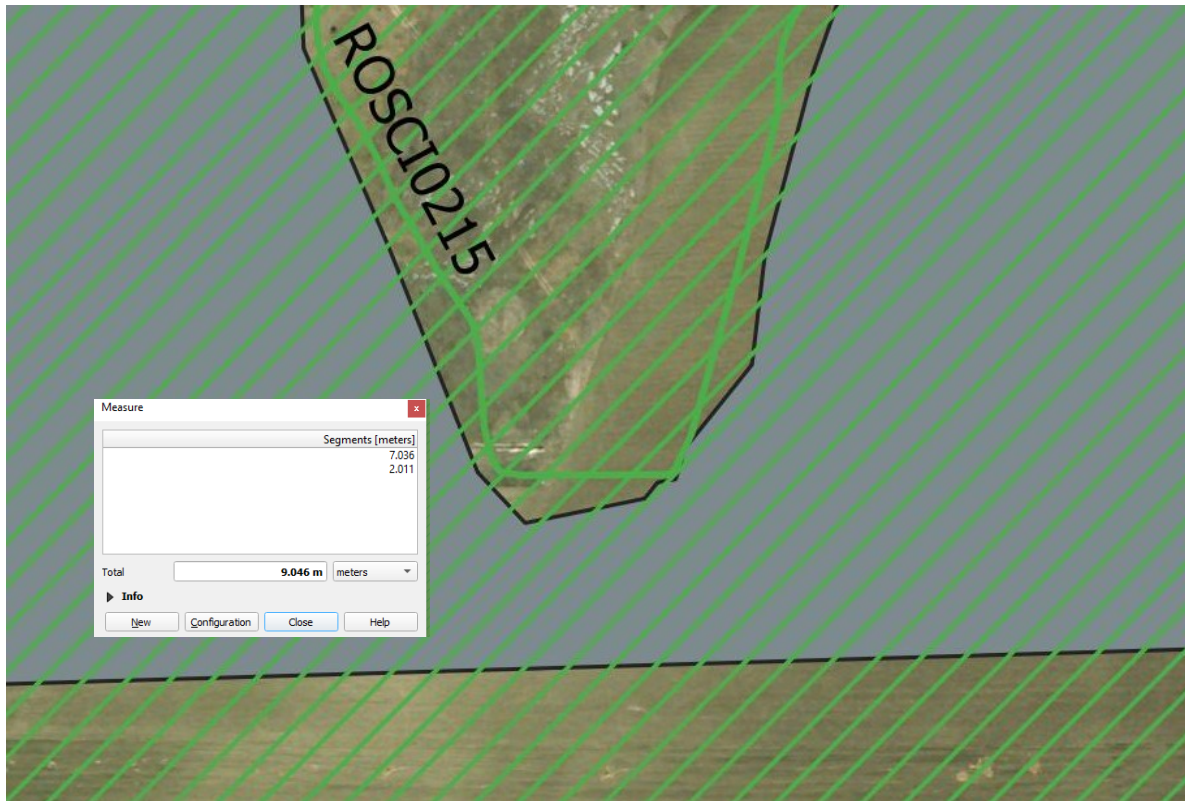 ROSCI0215
Measure
x
Segments [meters]
7.036
2.011
Total 9.046 m meters
Info
New Configuration Close Help